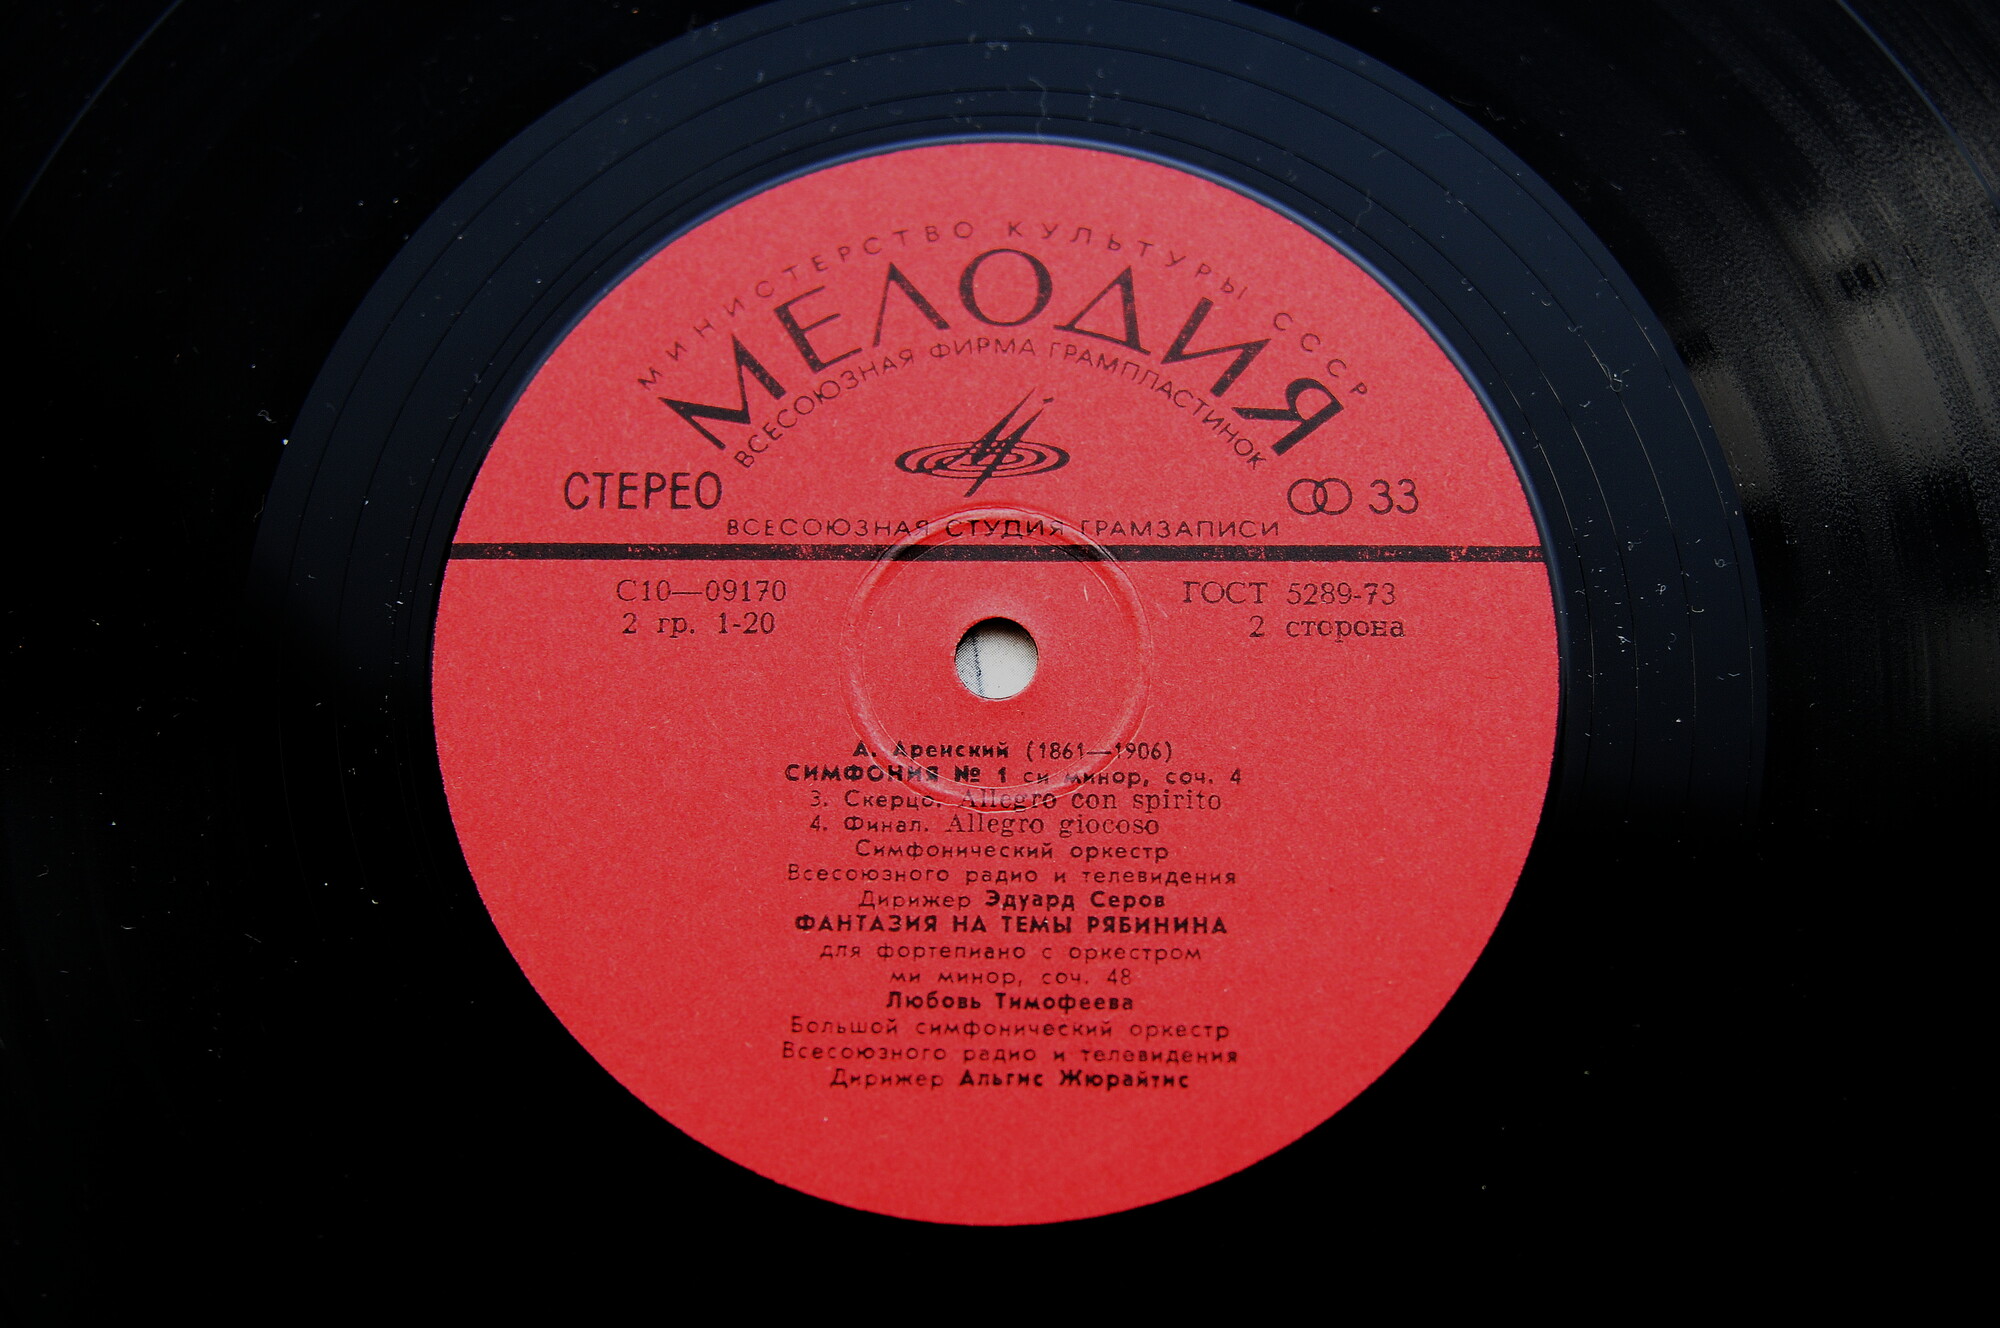 МИНИСТЕРСТВО КУЛЬТУРЫ СССР
МЕЛОДИЯ
ВСЕСОЮЗНАЯ ФИРМА ГРАМПЛАСТИНОК
СТЕРЕО
33
ВСЕСОЮЗНАЯ СТУДИЯ ГРАМЗАПИСИ
С10—09170
ГОСТ 5289-73
2 гр. 1-20
2 сторона
А. Аренский (1861—1906)
СИМФОНИЯ № 1 си минор, соч. 4
3. Скерцо. Allegro con spirito
4. Финал. Allegro giocoso
Симфонический оркестр
Всесоюзного радио и телевидения
Дирижер Эдуард Серов
ФАНТАЗИЯ НА ТЕМЫ РЯБИНИНА
для фортепиано с оркестром
ми минор, соч. 48
Любовь Тимофеева
Большой симфонический оркестр
Всесоюзного радио и телевидения
Дирижер Альгис Жюрайтис